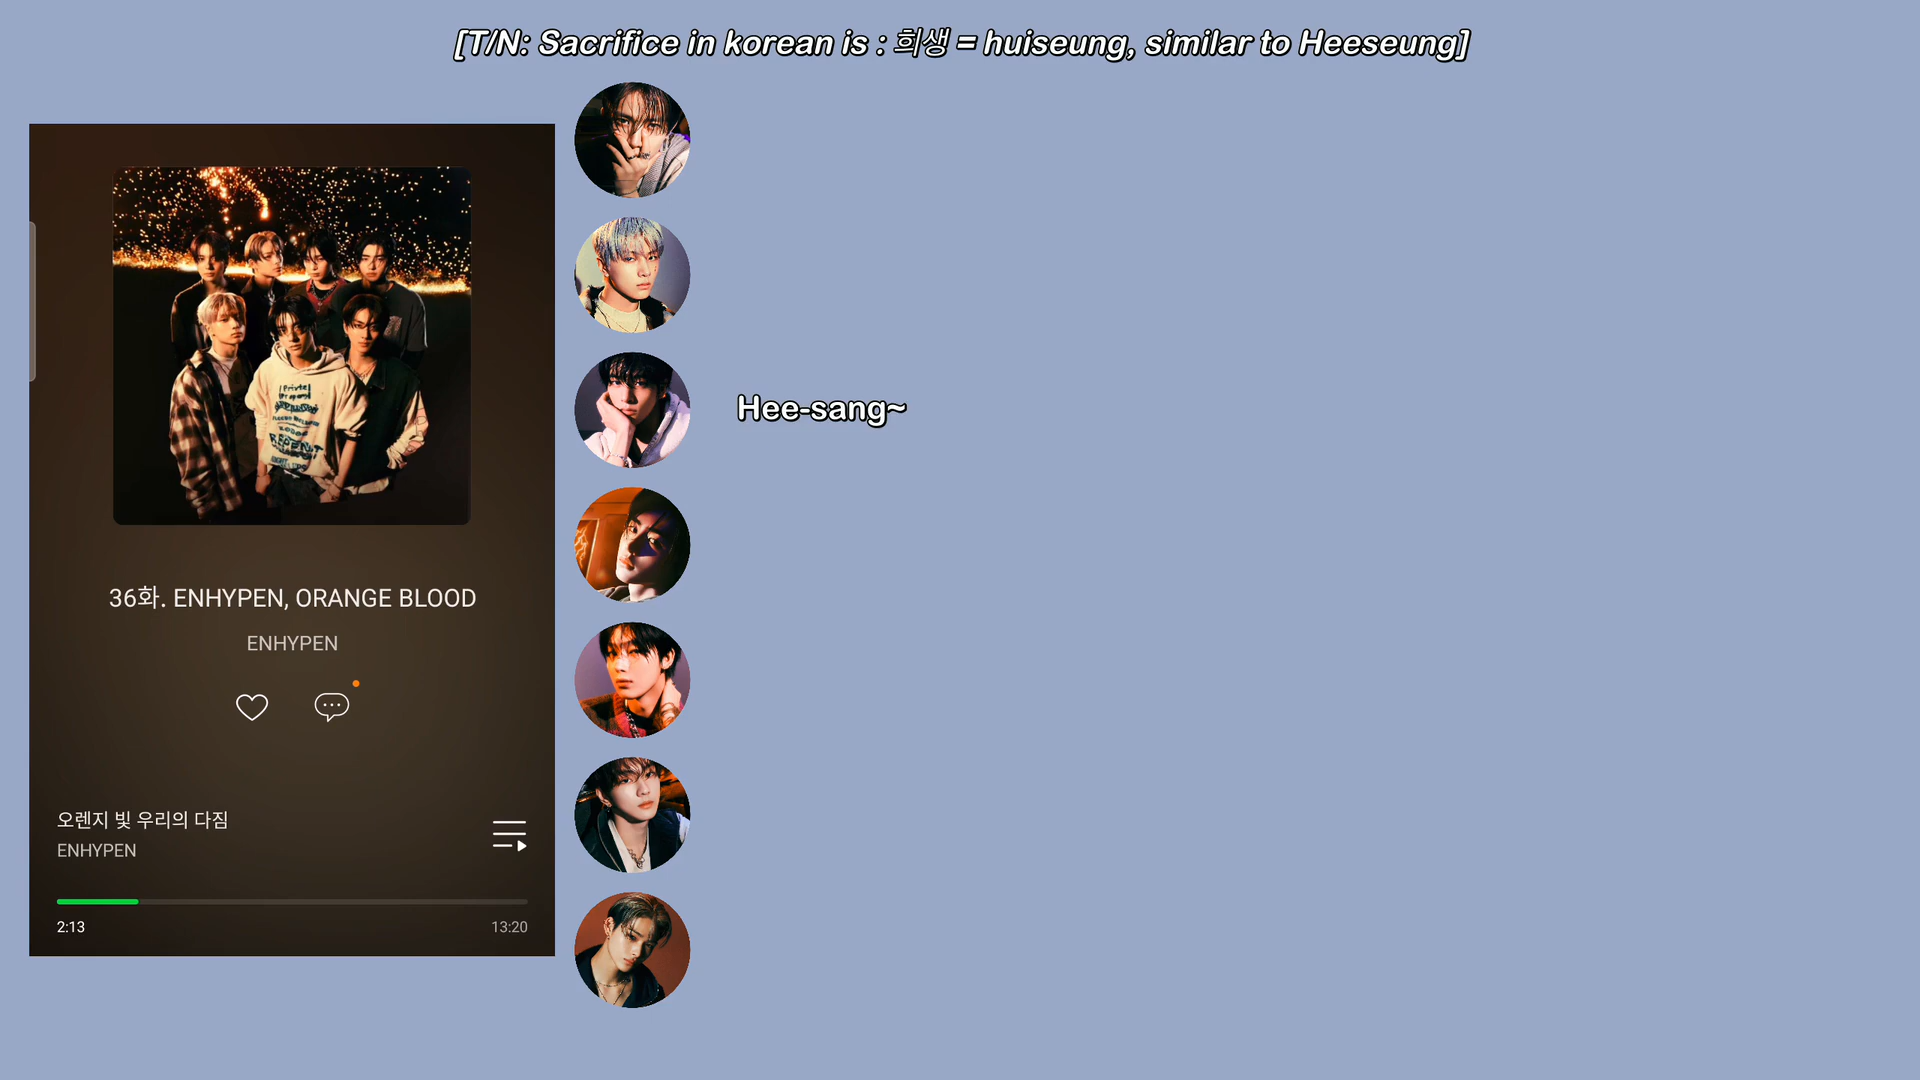 [T/N: Sacrifice in korean is : 희생 = huiseung, similar to Heeseung]
Hee-sang~
36화. ENHYPEN, ORANGE BLOOD
ENHYPEN
오렌지 빛 우리의 다짐
ENHYPEN
2:13
13:20